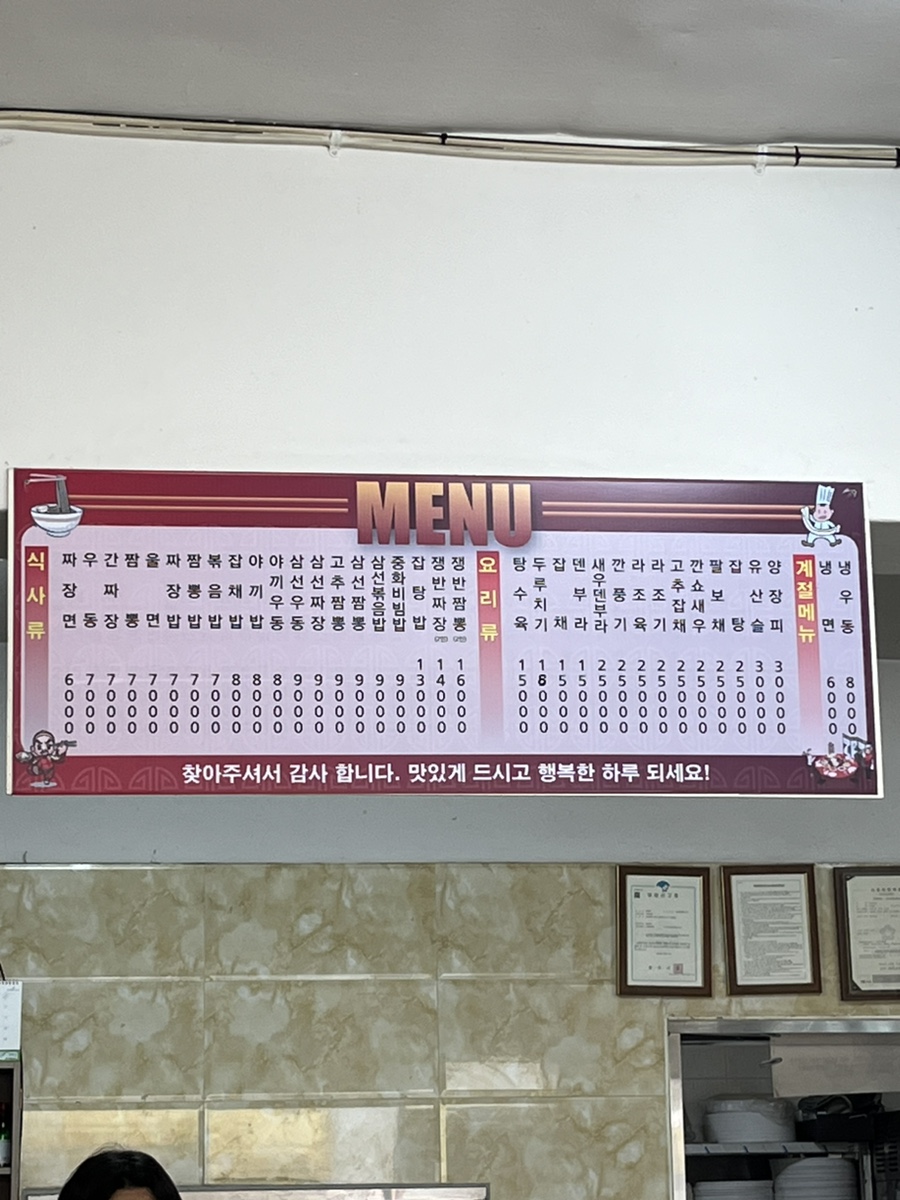 MENU
식사류
짜장면 6000
우동 7000
간짜장 7000
짬뽕 7000
울면 7000
짜장밥 7000
짬뽕밥 7000
볶음밥 7000
잡채밥 8000
야끼밥 8000
야끼우동 8000
삼선우동 9000
삼선짜장 9000
고추짬뽕 9000
삼선짬뽕 9000
삼선볶음밥 9000
중화비빔밥 9000
잡탕밥 13000
쟁반짜장 14000
쟁반짬뽕 16000
요리류
탕수육 15000
두루치기 18000
잡채 15000
덴부라 15000
새우덴부라 25000
깐풍기 25000
라조육 25000
라조기 25000
고추잡채 25000
깐쇼새우 25000
팔보채 25000
잡탕 25000
유산슬 30000
양장피 30000
계절메뉴
냉면 6000
냉우동 8000
찾아주셔서 감사 합니다. 맛있게 드시고 행복한 하루 되세요!